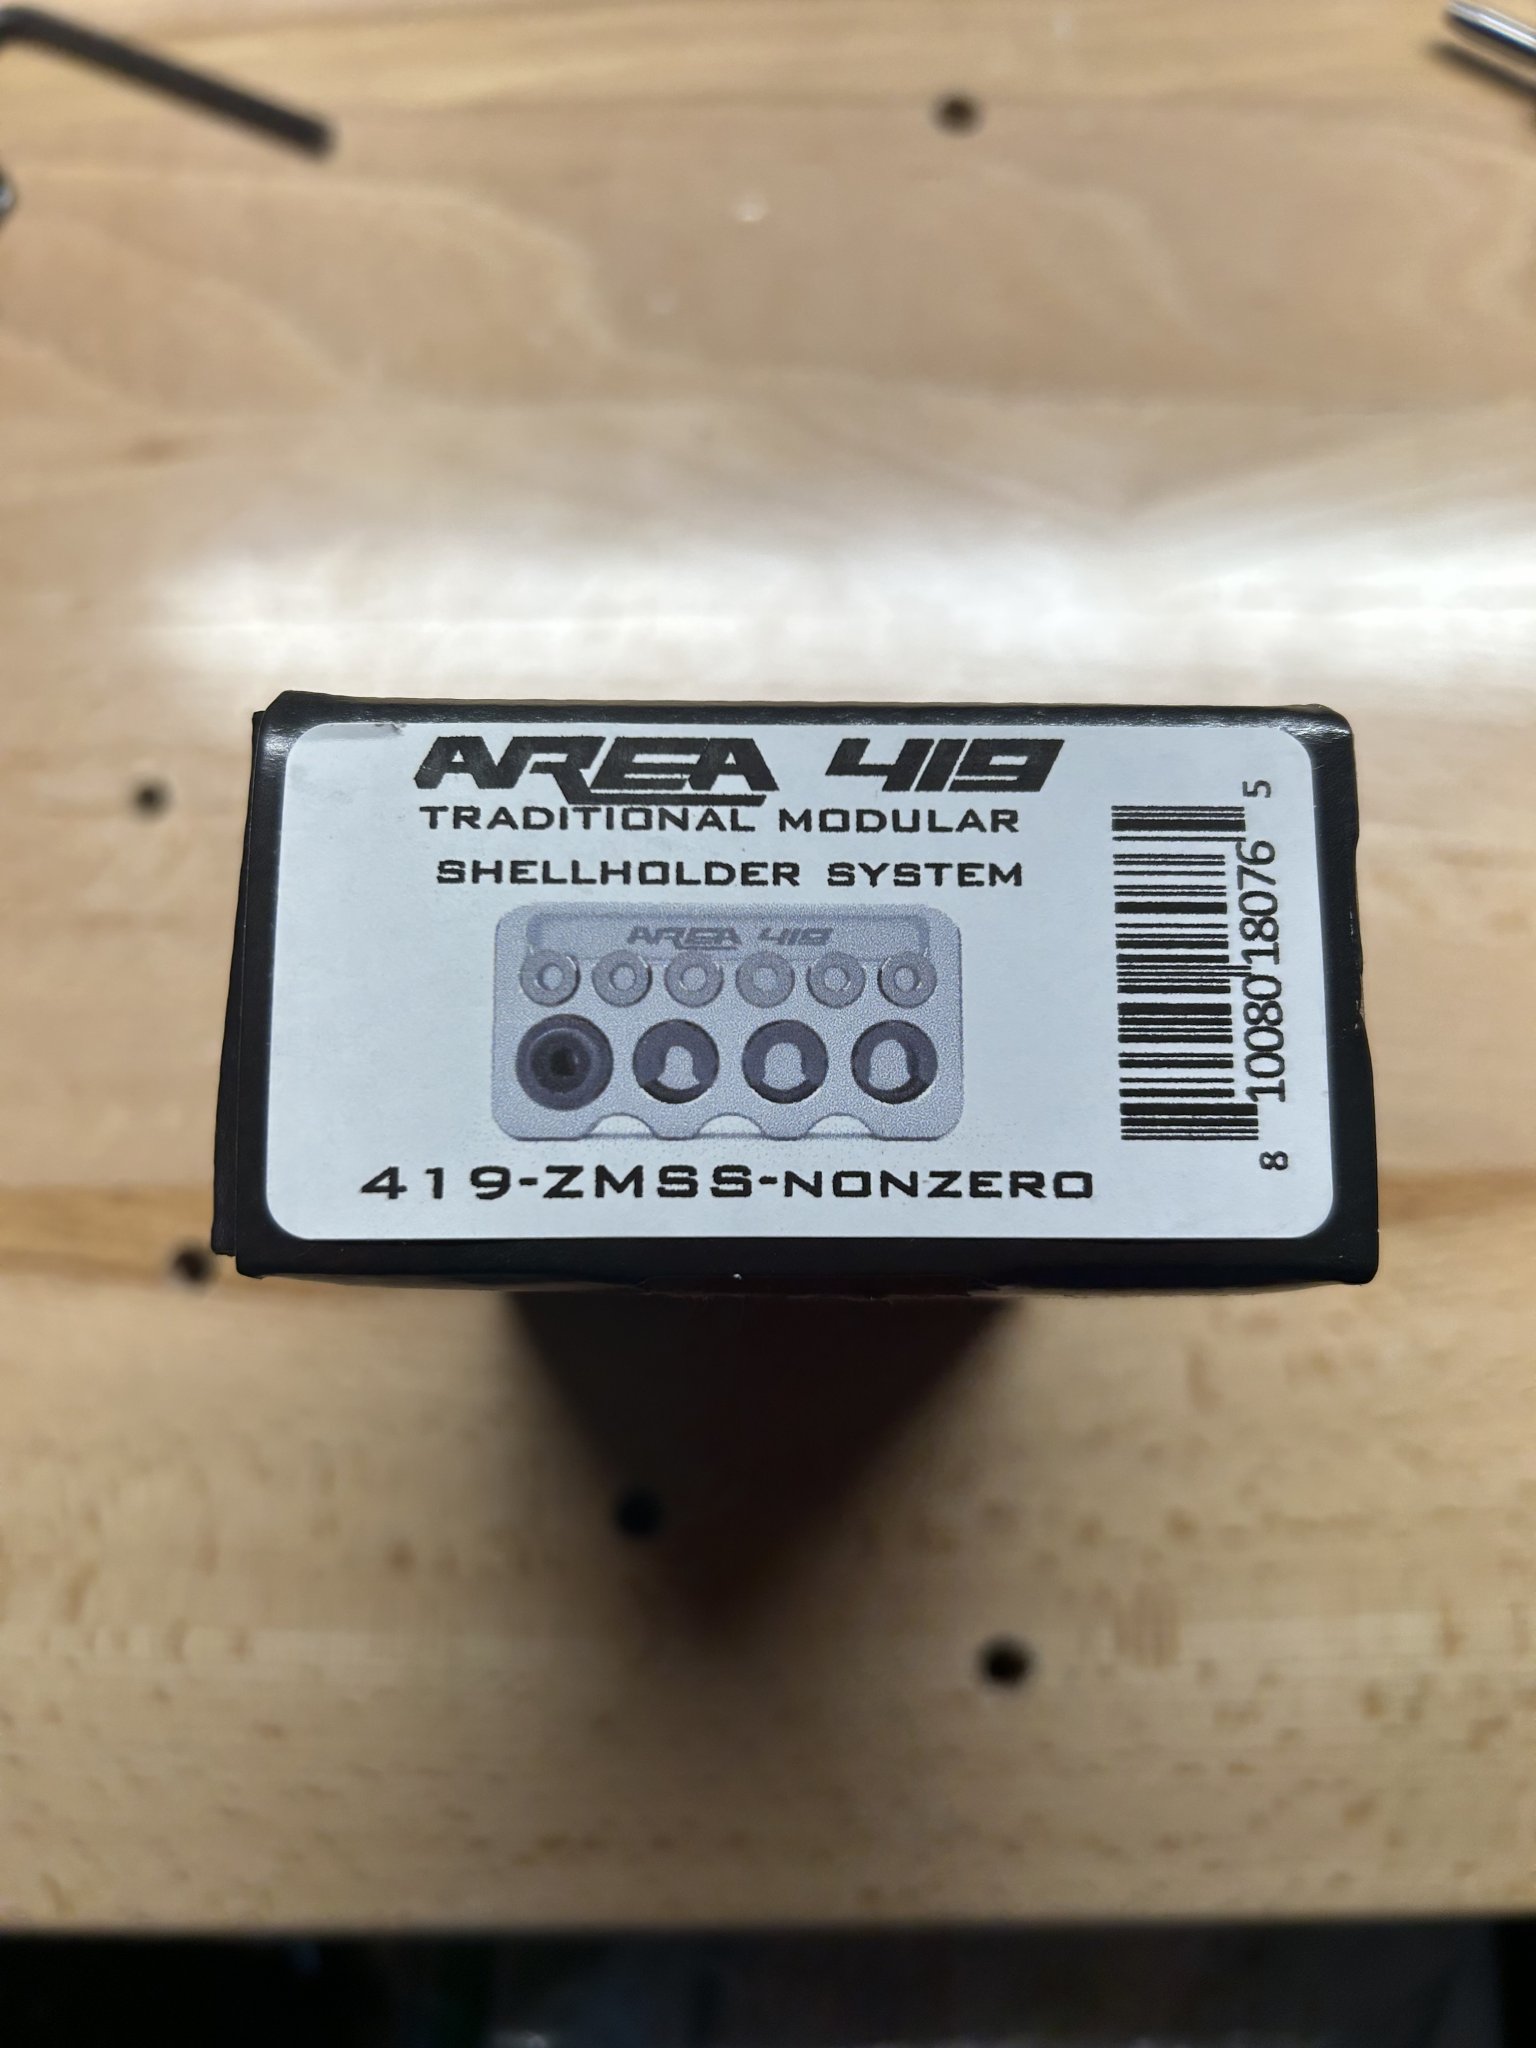 AREA 419
TRADITIONAL MODULAR
SHELLHOLDER SYSTEM
AREA 419
419-ZMSS-NONZERO
8 10080 18076 5